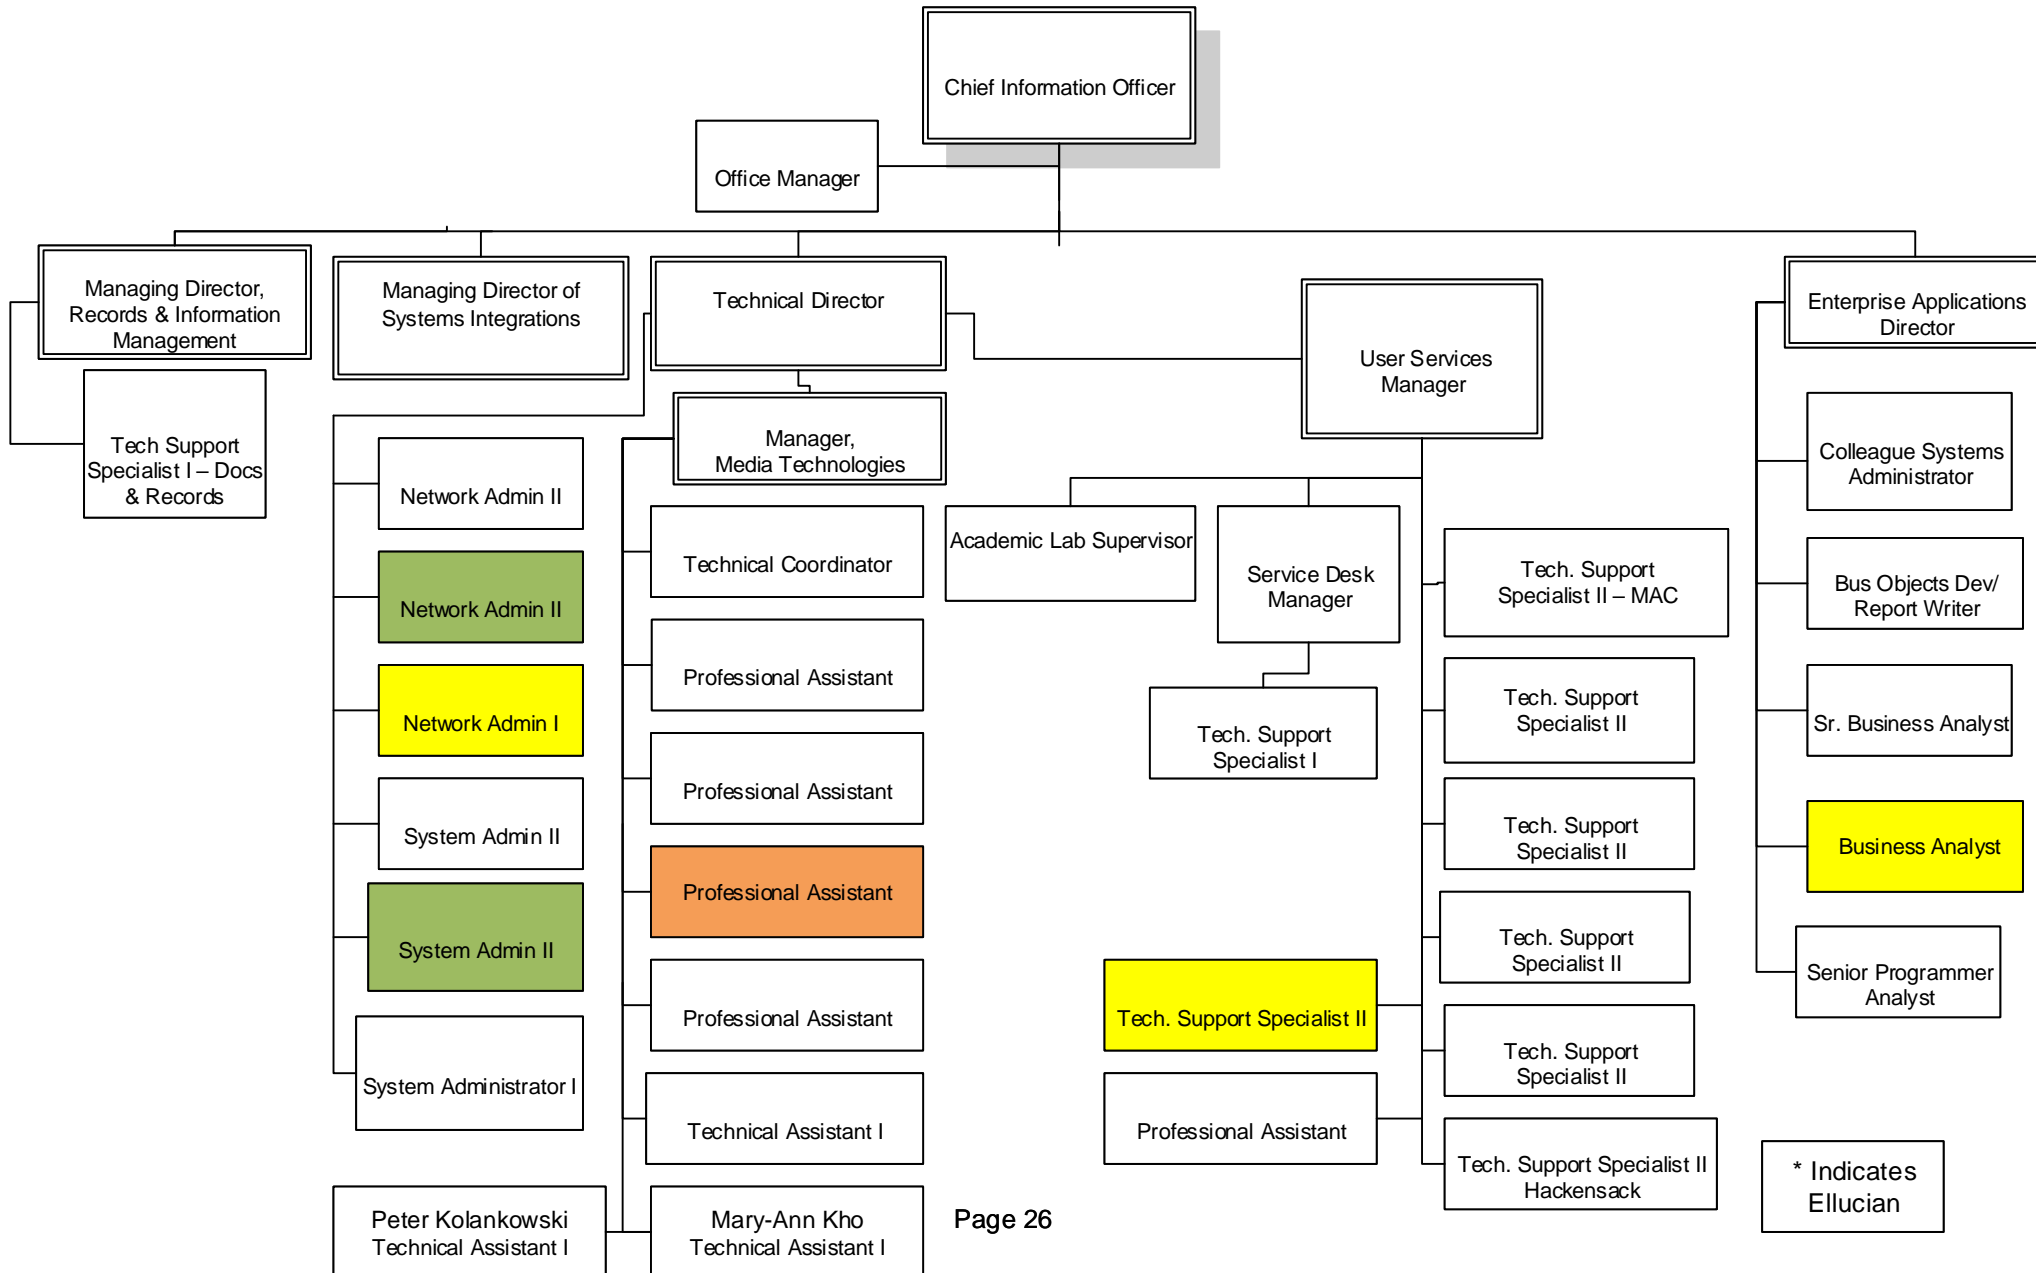 Chief Information Officer
Office Manager
Managing Director,
Records & Information
Management
Managing Director of
Systems Integrations
Technical Director
User Services
Manager
Enterprise Applications
Director
Tech Support
Specialist I – Docs
& Records
Network Admin II
Network Admin II
Network Admin I
System Admin II
System Admin II
System Administrator I
Manager,
Media Technologies
Technical Coordinator
Professional Assistant
Professional Assistant
Professional Assistant
Professional Assistant
Technical Assistant I
Peter Kolankowski
Technical Assistant I
Mary-Ann Kho
Technical Assistant I
Academic Lab Supervisor
Service Desk
Manager
Tech. Support
Specialist I
Tech. Support
Specialist II – MAC
Tech. Support
Specialist II
Tech. Support
Specialist II
Tech. Support
Specialist II
Tech. Support Specialist II
Tech. Support
Specialist II
Professional Assistant
Tech. Support Specialist II
Hackensack
Colleague Systems
Administrator
Bus Objects Dev/
Report Writer
Sr. Business Analyst
Business Analyst
Senior Programmer
Analyst
* Indicates
Ellucian
Page 26